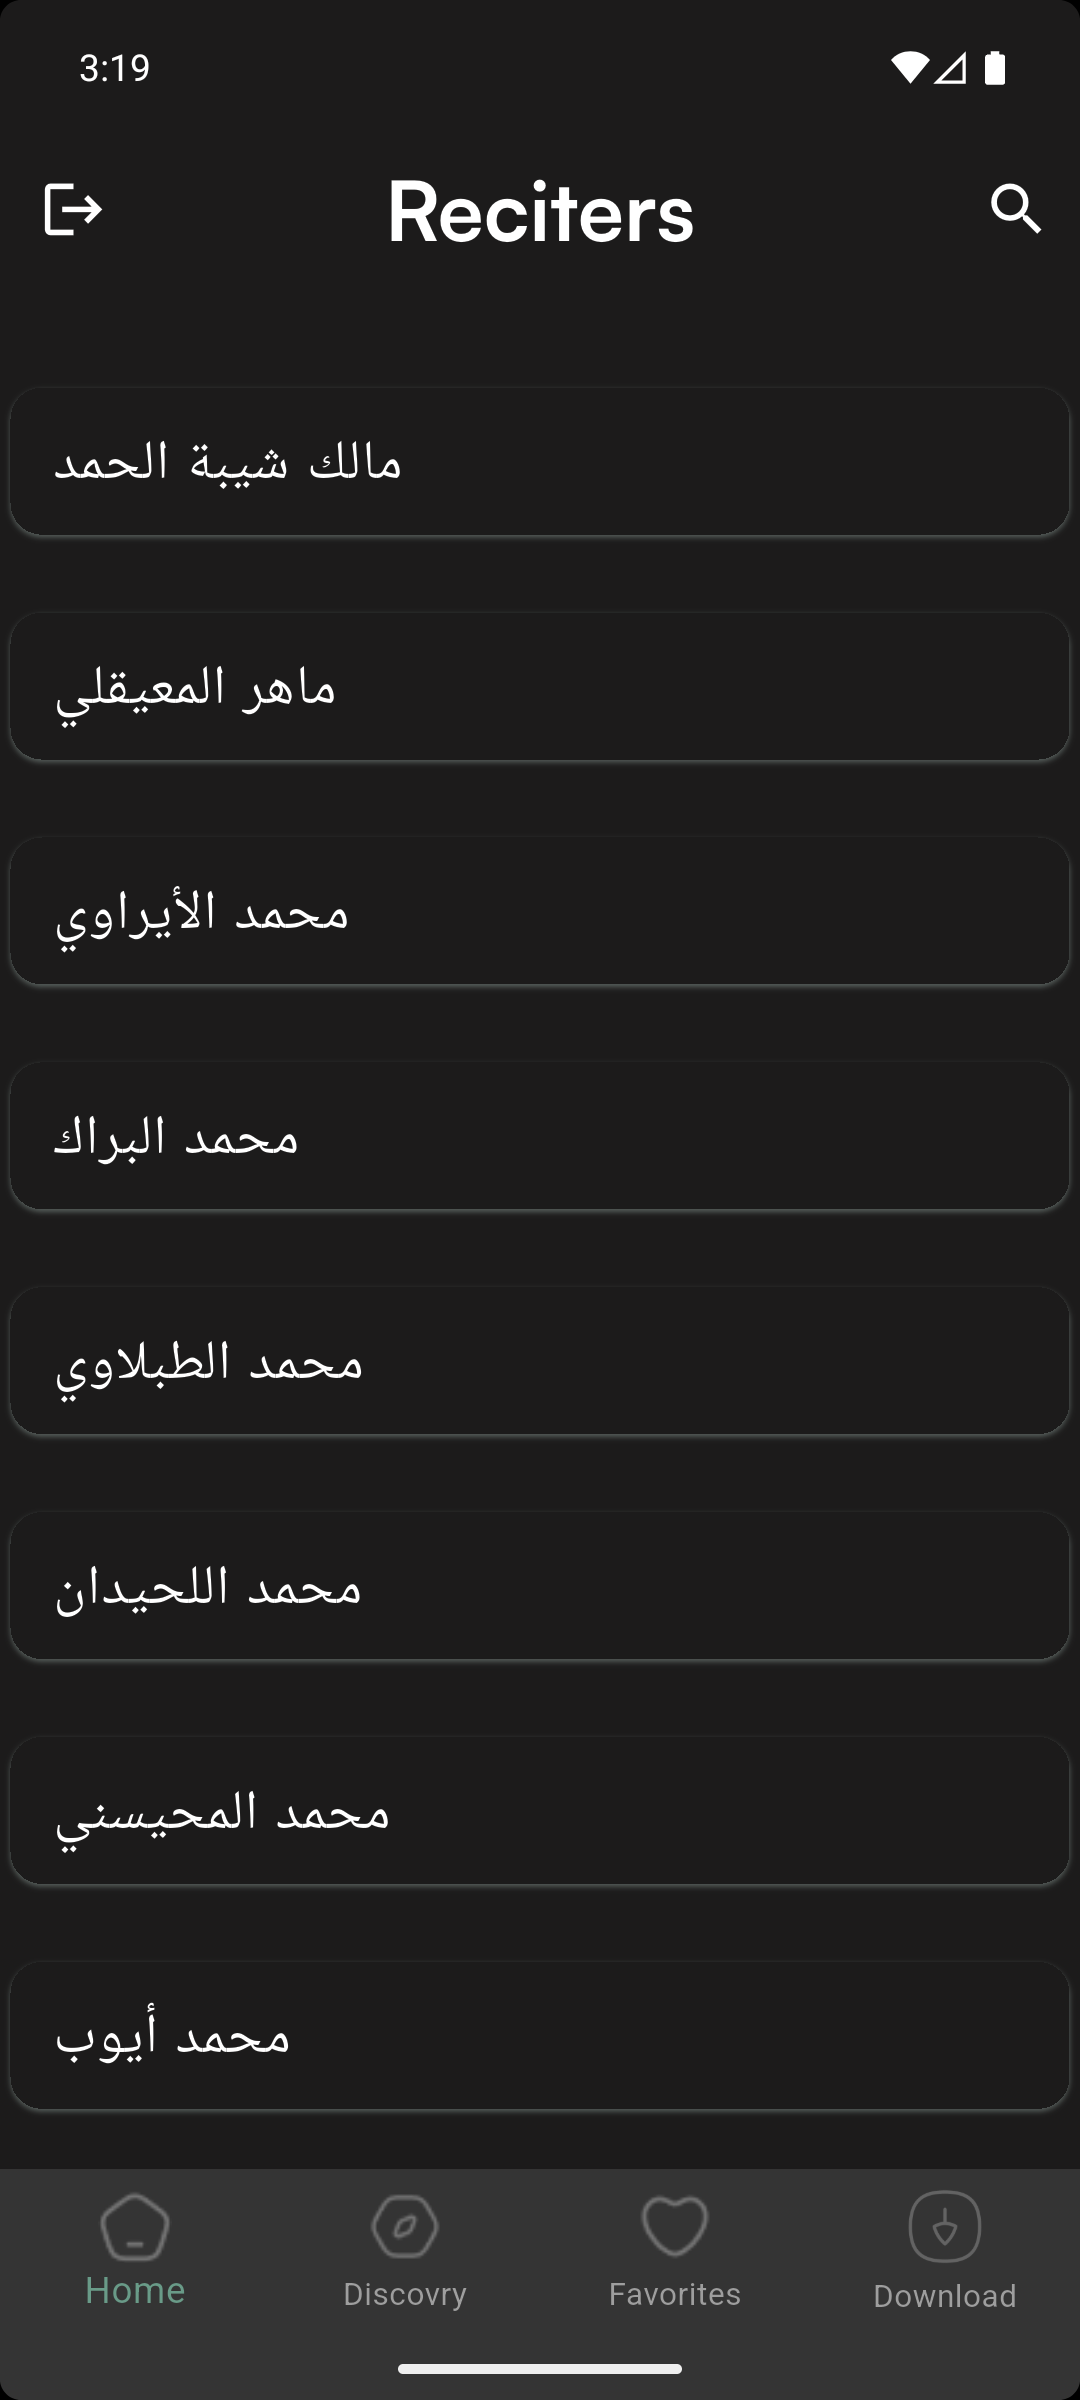 3:19
Reciters
مالك شيبة الحمد
ماهر المعيقلي
محمد الأيراوي
محمد البراك
محمد الطبلاوي
محمد اللحيدان
محمد المحيسني
محمد أيوب
Home
Discovry
Favorites
Download